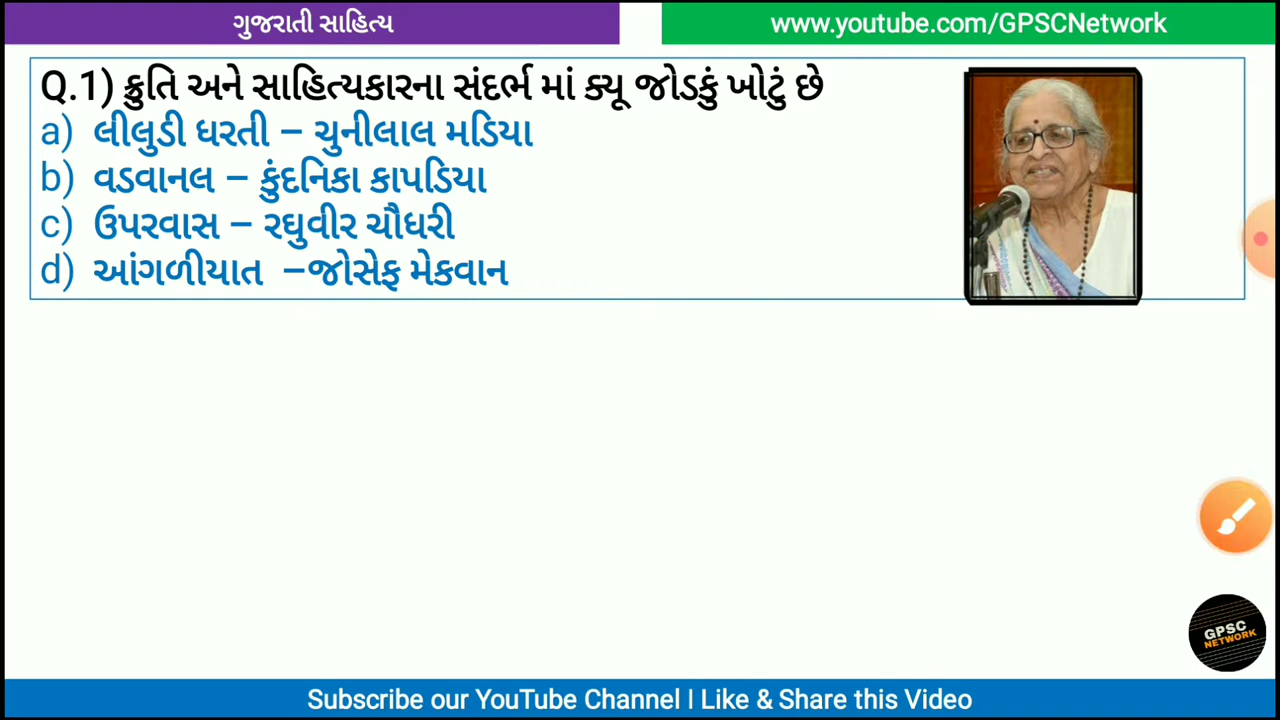 ગુજરાતી સાહિત્ય
www.youtube.com/GPSCNetwork
Q.1) ક્રુતિ અને સાહિત્યકારના સંદર્ભ માં ક્યૂ જોડકું ખોટું છે
a) લીલુડી ધરતી – ચુનીલાલ મડિયા
b) વડવાનલ – કુંદનિકા કાપડિયા
c) ઉપરવાસ – રઘુવીર ચૌધરી
d) આંગળીયાત –જોસેફ મેકવાન
GPSC
NETWORK
Subscribe our YouTube Channel l Like & Share this Video